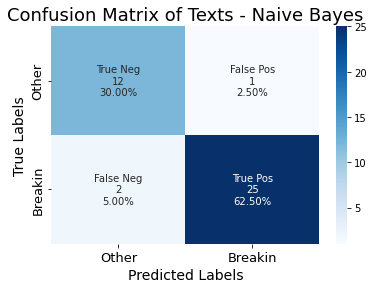 Confusion Matrix of Texts - Naive Bayes
True Labels
Other
Breakin
True Neg
12
30.00%
False Pos
1
2.50%
False Neg
2
5.00%
True Pos
25
62.50%
Other
Breakin
Predicted Labels
25
20
15
10
5